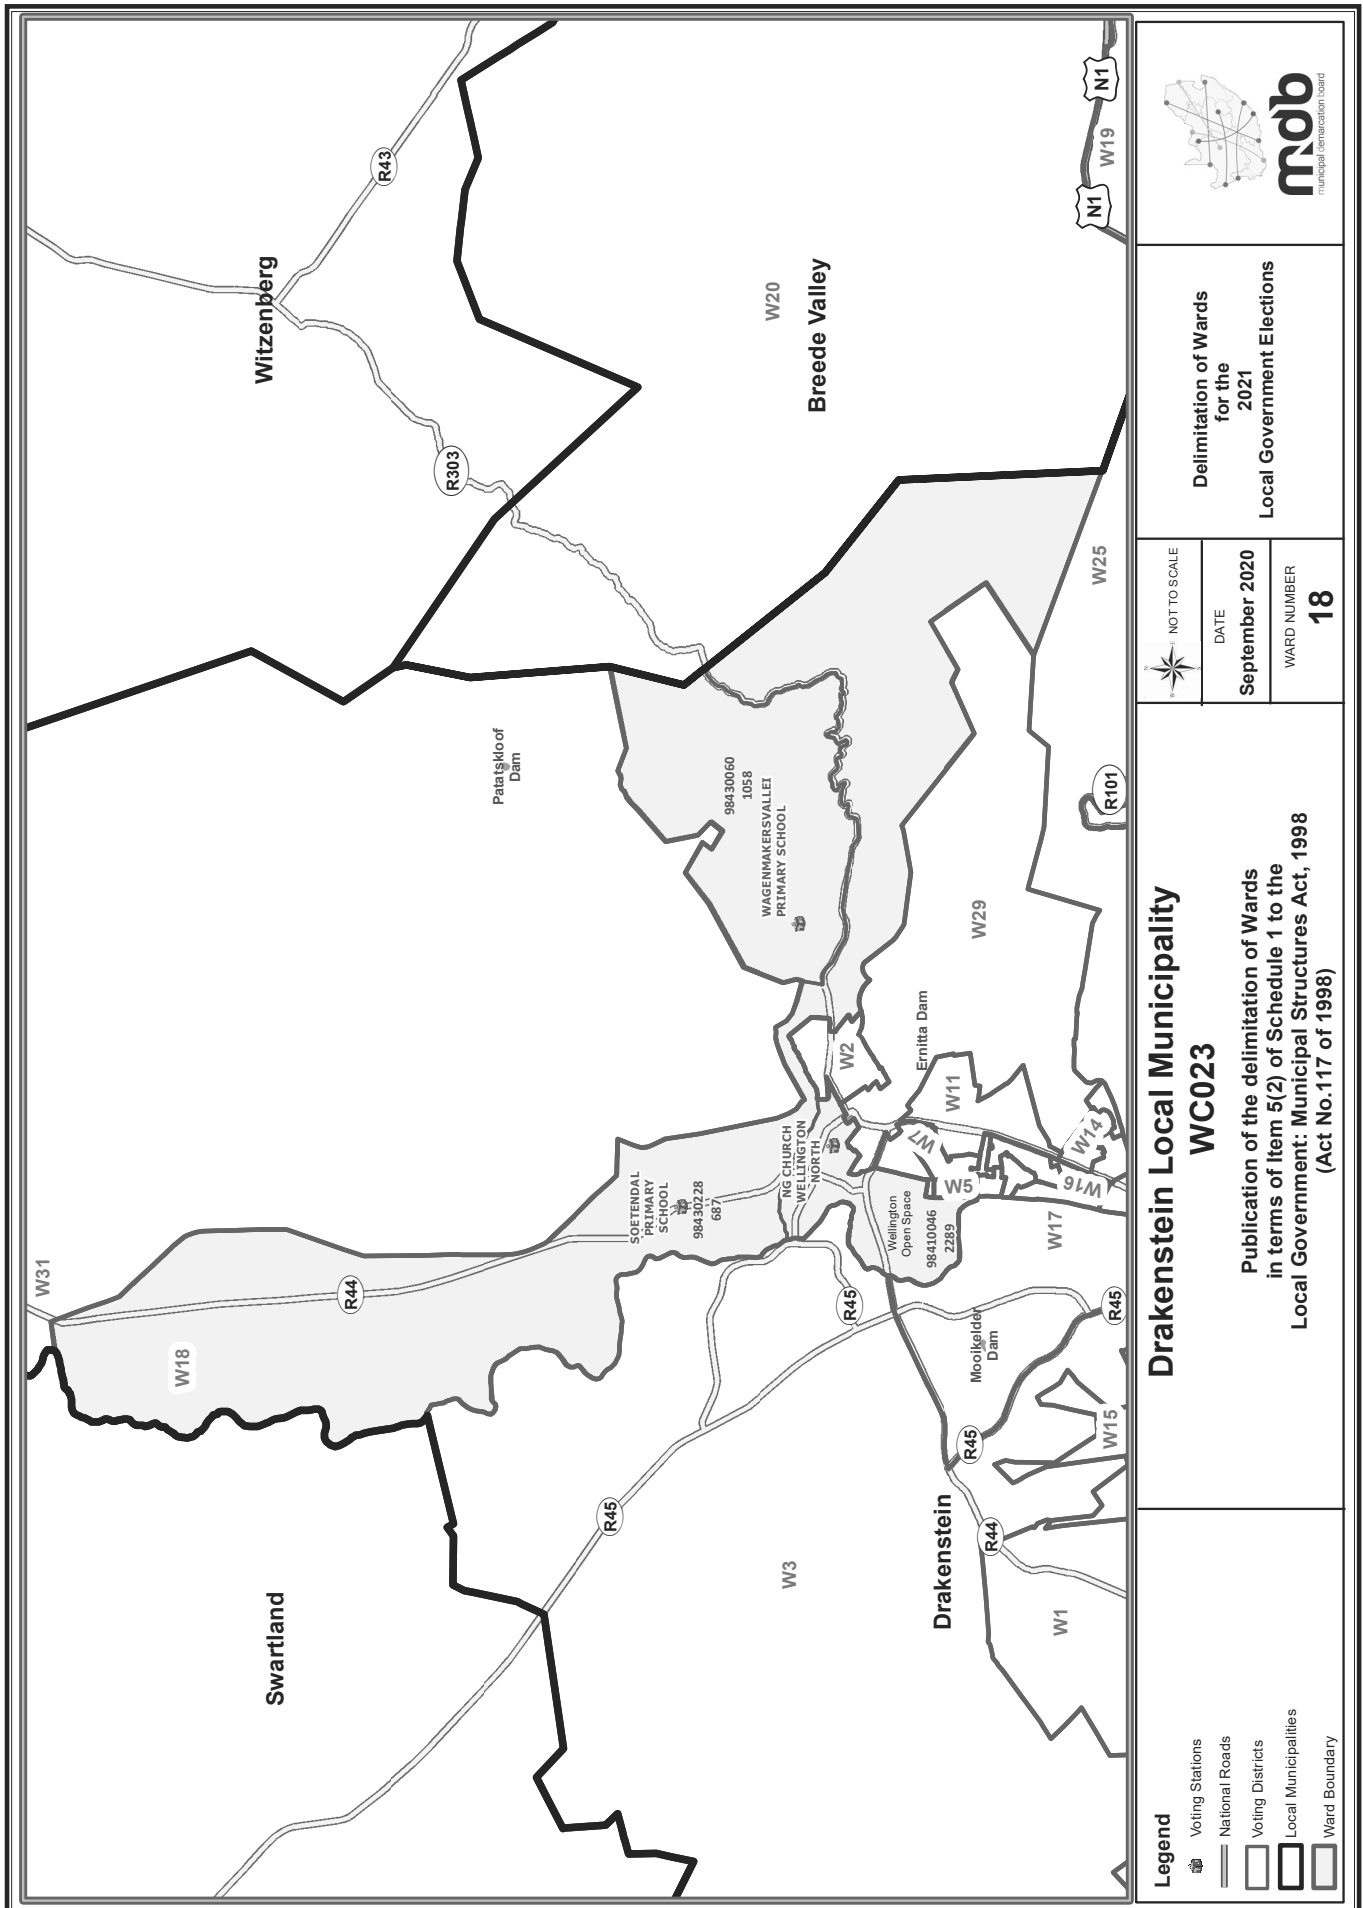 Witzenberg
Breede Valley
Swartland
Drakenstein
R43
R303
N1
N1
W19
W20
W25
R101
Patatskloof
Dam
98430060
1058
WAGENMAKERSVALLEI
PRIMARY SCHOOL
W29
Ernitta Dam
W2
W11
W7
W5
W14
W16
W17
NG CHURCH
WELLINGTON
NORTH
SOETENDAL
PRIMARY
SCHOOL
98430228
687
Wellington
Open Space
98410046
2289
W31
R44
W18
R45
R45
R45
Mooikelder
Dam
R45
W15
R44
W3
W1
Legend
Voting Stations
National Roads
Voting Districts
Local Municipalities
Ward Boundary
Drakenstein Local Municipality
WC023
Publication of the delimitation of Wards
in terms of Item 5(2) of Schedule 1 to the
Local Government: Municipal Structures Act, 1998
(Act No.117 of 1998)
N
E
S
W
NOT TO SCALE
DATE
September 2020
WARD NUMBER
18
Delimitation of Wards
for the
2021
Local Government Elections
mdb
municipal demarcation board